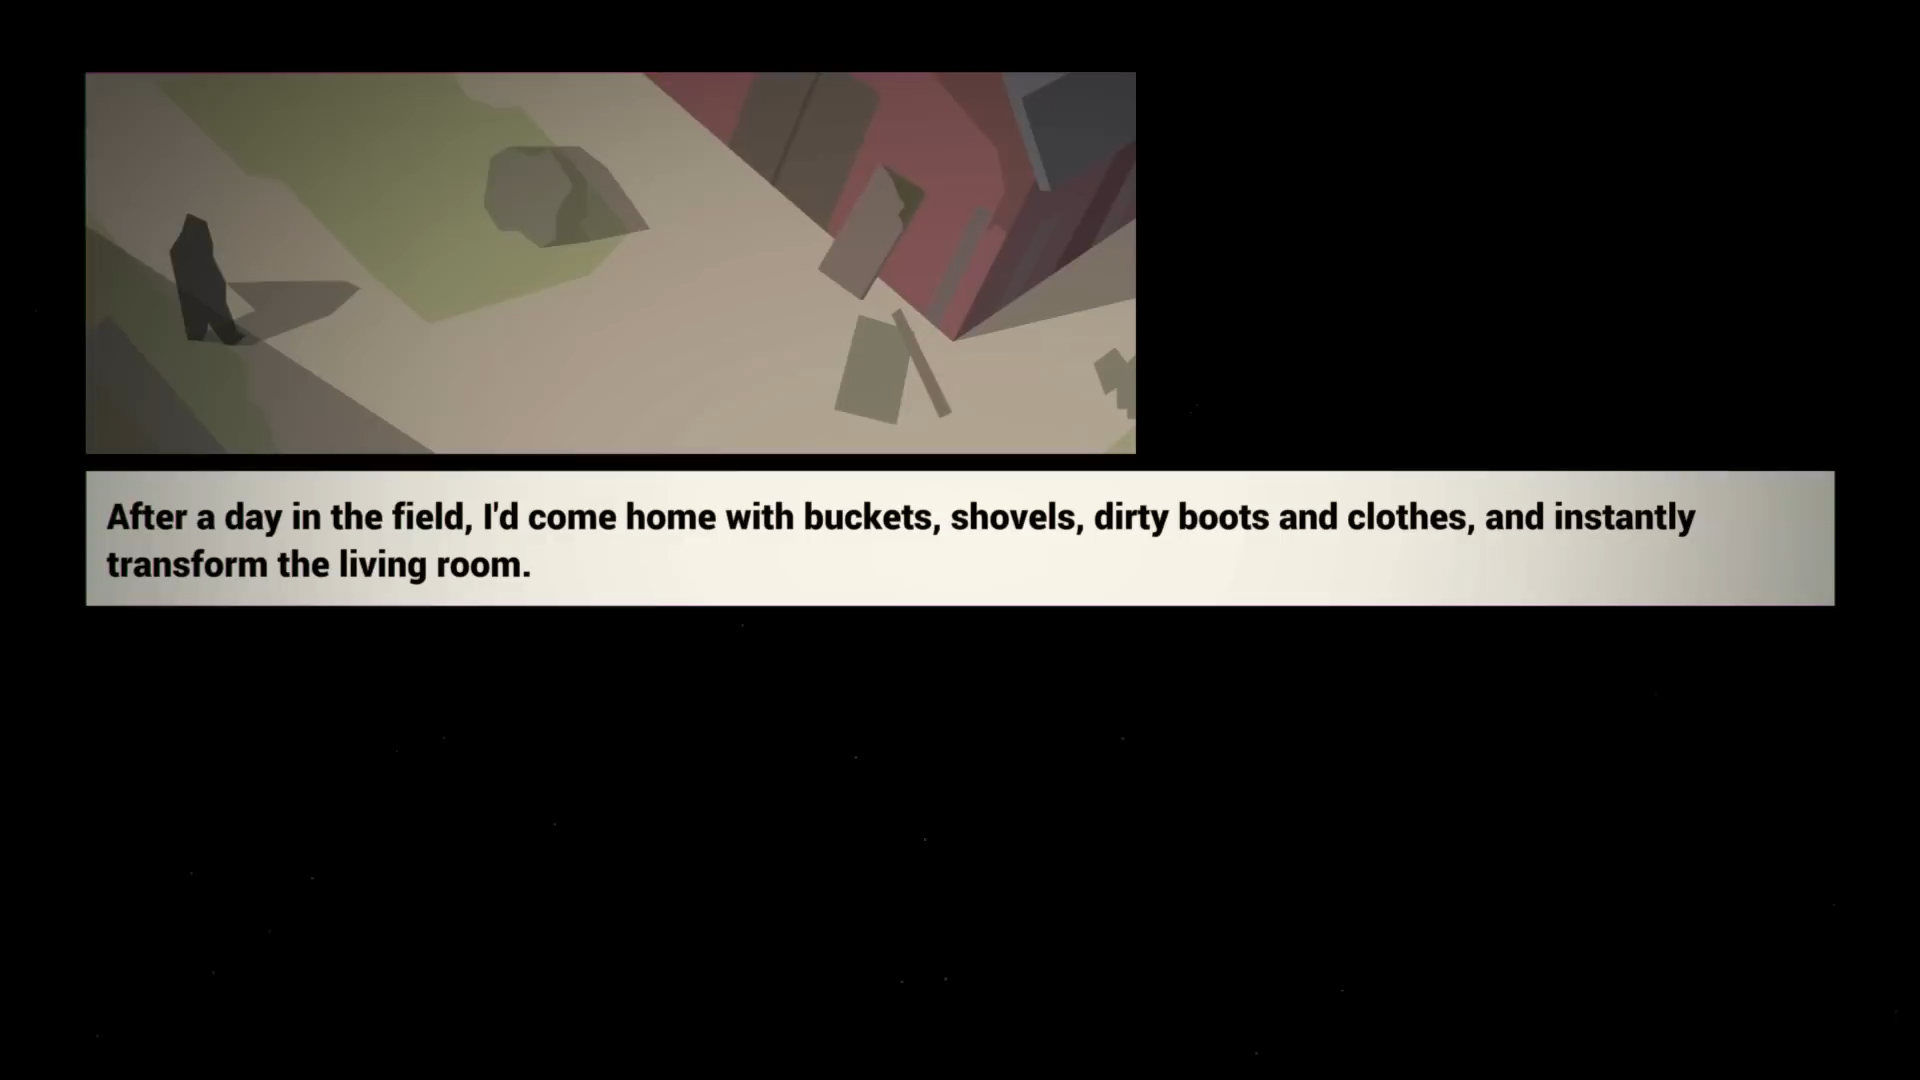 After a day in the field, I'd come home with buckets, shovels, dirty boots and clothes, and instantly
transform the living room.